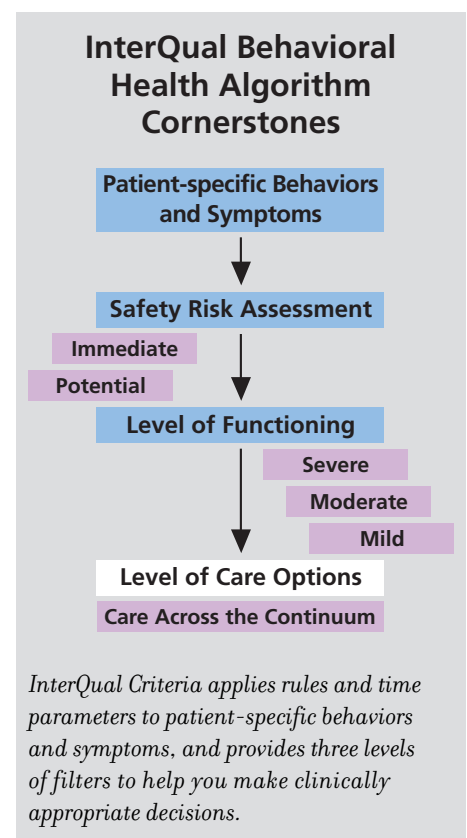 InterQual Behavioral
Health Algorithm
Cornerstones
Patient-specific Behaviors
and Symptoms
Safety Risk Assessment
Immediate
Potential
Level of Functioning
Severe
Moderate
Mild
Level of Care Options
Care Across the Continuum
InterQual Criteria applies rules and time
parameters to patient-specific behaviors
and symptoms, and provides three levels
of filters to help you make clinically
appropriate decisions.